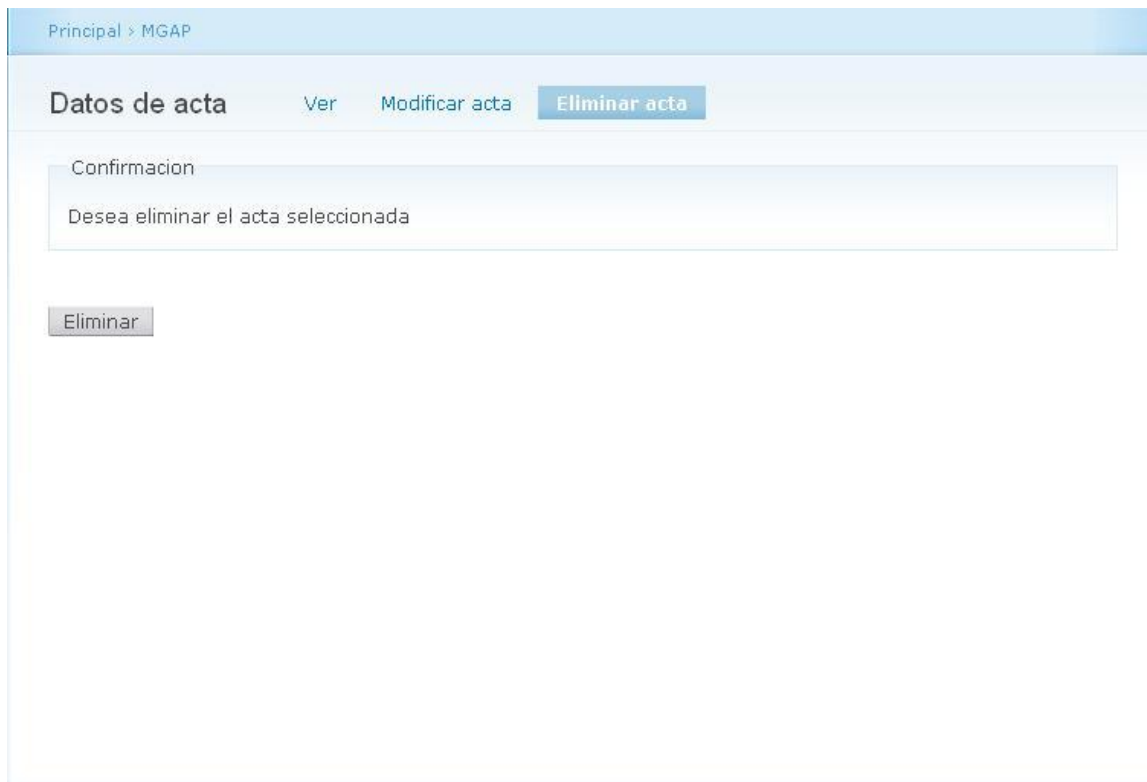 Principal > MGAP
Datos de acta Ver Modificar acta Eliminar acta
Confirmacion
Desea eliminar el acta seleccionada
Eliminar